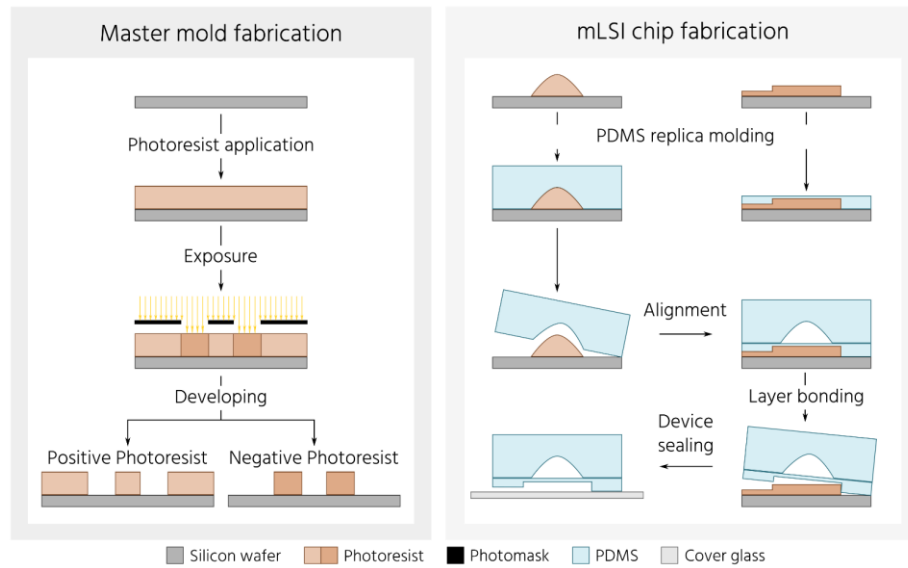 Master mold fabrication
Photoresist application
Exposure
Developing
Positive Photoresist
Negative Photoresist
mLSI chip fabrication
PDMS replica molding
Alignment
Layer bonding
Device
sealing
Silicon wafer
Photoresist
Photomask
PDMS
Cover glass